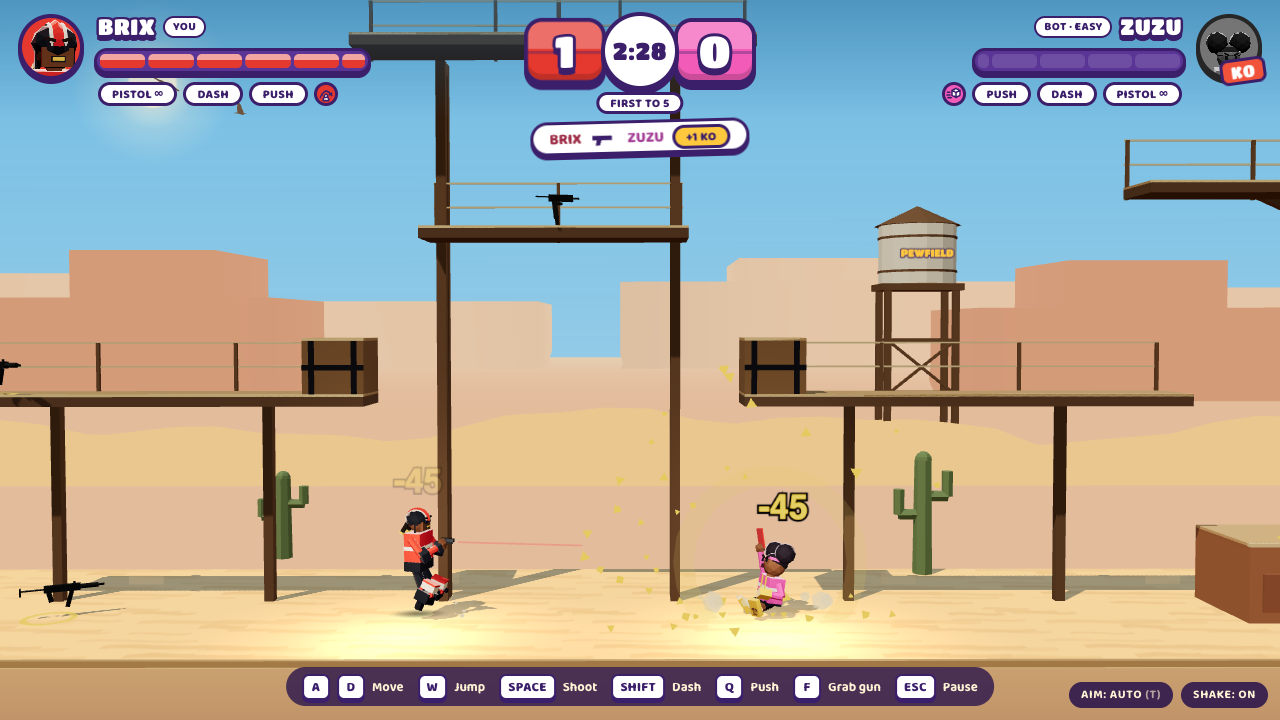 BRIX YOU
PISTOL ∞ DASH PUSH
1 2:28 0
FIRST TO 5
BRIX ZUZU +1 KO
BOT · EASY ZUZU
KO
PUSH DASH PISTOL ∞
PEWFIELD
-45
-45
A D Move W Jump SPACE Shoot SHIFT Dash Q Push F Grab gun ESC Pause
AIM: AUTO (T) SHAKE: ON